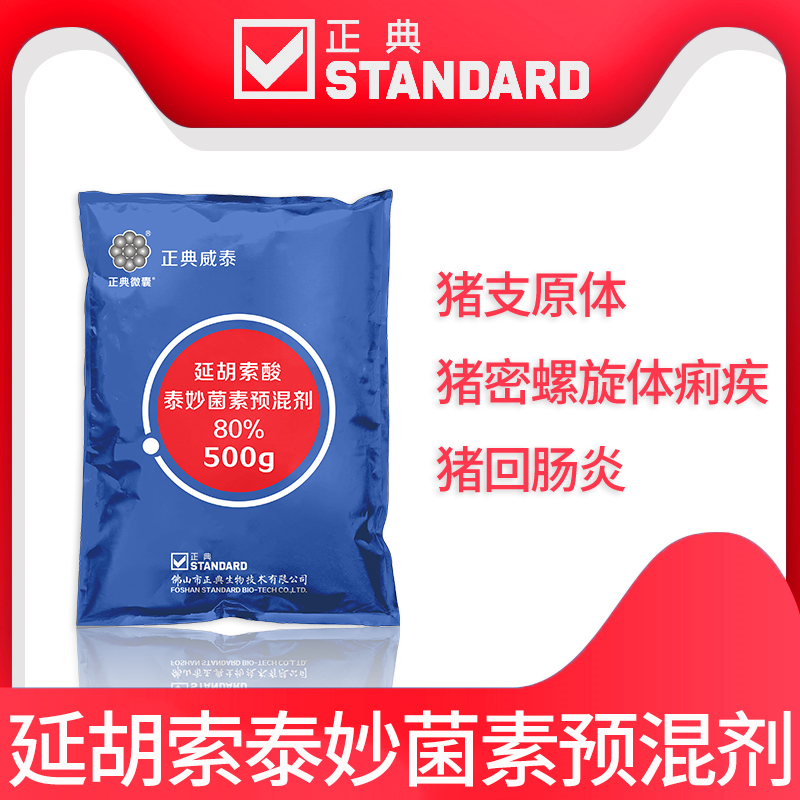 正典
STANDARD
正典威泰
正典微囊®
延胡索酸
泰妙菌素预混剂
80%
500g
正典
STANDARD
佛山市正典生物技术有限公司
FOSHAN STANDARD BIO-TECH CO.,LTD.
猪支原体
猪密螺旋体痢疾
猪回肠炎
延胡索泰妙菌素预混剂